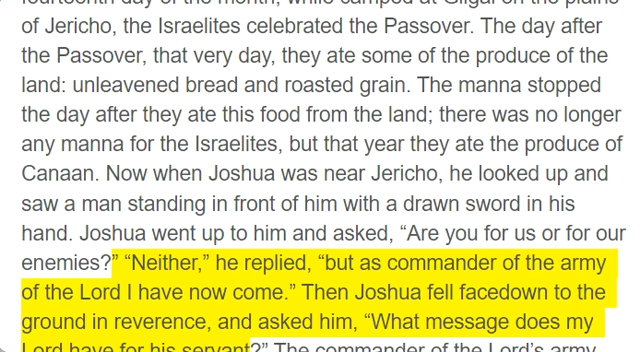 fourteenth day of the month, while camped at Gilgal on the plains
of Jericho, the Israelites celebrated the Passover. The day after
the Passover, that very day, they ate some of the produce of the
land: unleavened bread and roasted grain. The manna stopped
the day after they ate this food from the land; there was no longer
any manna for the Israelites, but that year they ate the produce of
Canaan. Now when Joshua was near Jericho, he looked up and
saw a man standing in front of him with a drawn sword in his
hand. Joshua went up to him and asked, “Are you for us or for our
enemies?” “Neither,” he replied, “but as commander of the army
of the Lord I have now come.” Then Joshua fell facedown to the
ground in reverence, and asked him, “What message does my
Lord have for his servant?” The commander of the Lord’s army